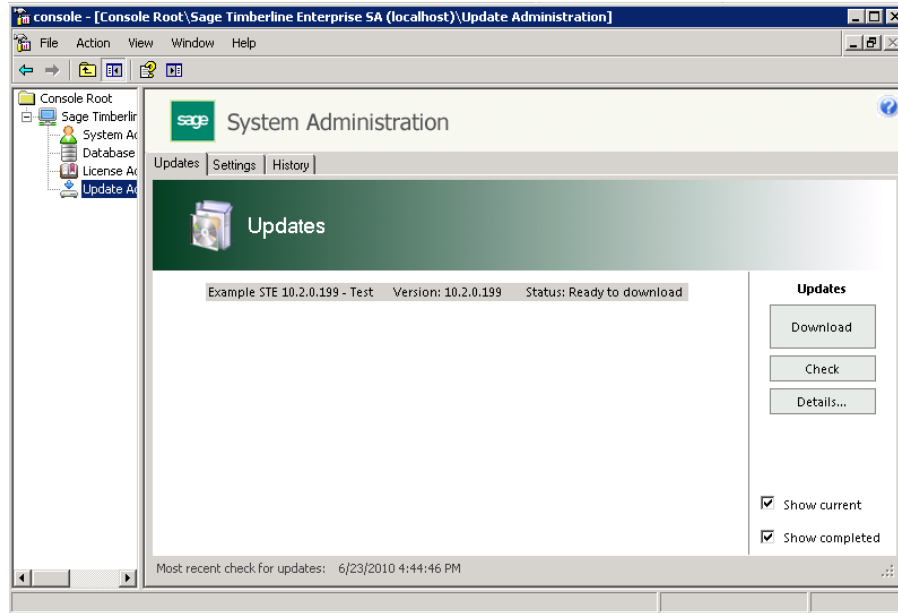 console - [Console Root\Sage Timberline Enterprise SA (localhost)\Update Administration]
File Action View Window Help
Console Root
Sage Timberlin
System Ad
Database
License Ad
Update Ad
sage System Administration
Updates Settings History
Updates
Example STE 10.2.0.199 - Test Version: 10.2.0.199 Status: Ready to download
Updates
Download
Check
Details...
Show current
Show completed
Most recent check for updates: 6/23/2010 4:44:46 PM